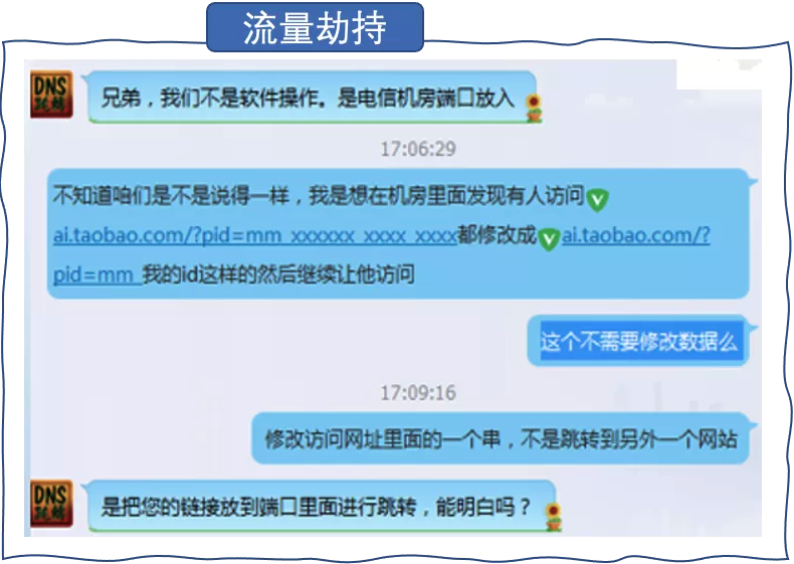 流量劫持
DNS
兄弟，我们不是软件操作。是电信机房端口放入
17:06:29
不知道咱们是不是说得一样，我是想在机房里面发现有人访问
ai.taobao.com/?pid=mm_xxxxxx_xxxx_xxxx都修改成ai.taobao.com/?
pid=mm_我的id这样的然后继续让他访问
这个不需要修改数据么
17:09:16
修改访问网址里面的一个串，不是跳转到另外一个网站
DNS
是把您的链接放到端口里面进行跳转，能明白吗？